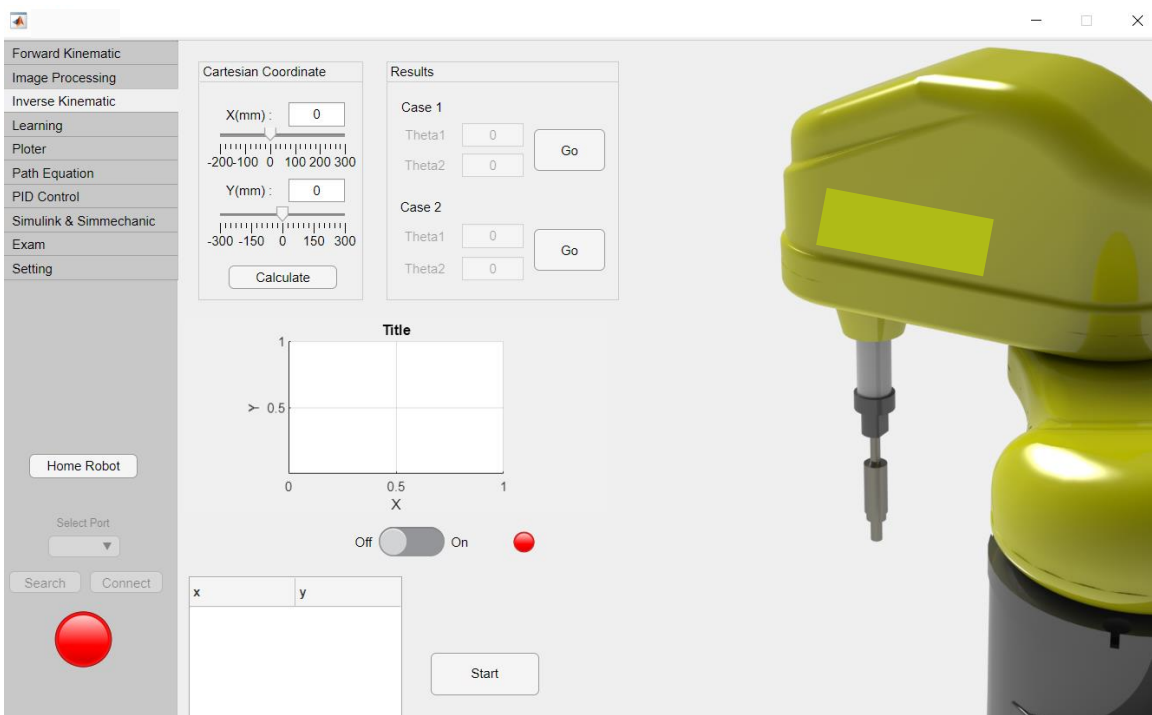 Forward Kinematic
Image Processing
Inverse Kinematic
Learning
Ploter
Path Equation
PID Control
Simulink & Simmechanic
Exam
Setting
Home Robot
Select Port
Search Connect
Cartesian Coordinate
X(mm) : 0
-200 -100 0 100 200 300
Y(mm) : 0
-300 -150 0 150 300
Calculate
Results
Case 1
Theta1 0
Theta2 0
Go
Case 2
Theta1 0
Theta2 0
Go
Title
1
Y 0.5
0
0 0.5 1
X
Off On
x y
Start